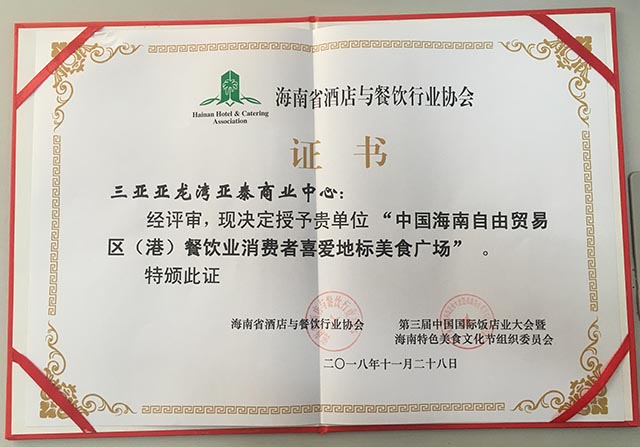 海南省酒店与餐饮行业协会
Hainan Hotel & Catering
Association
证书
三亚亚龙湾亚泰商业中心：
经评审，现决定授予贵单位“中国海南自由贸易
区（港）餐饮业消费者喜爱地标美食广场”。
特颁此证
海南省酒店与餐饮行业协会
第三届中国国际饭店业大会暨
海南特色美食文化节组织委员会
二〇一八年十一月二十八日